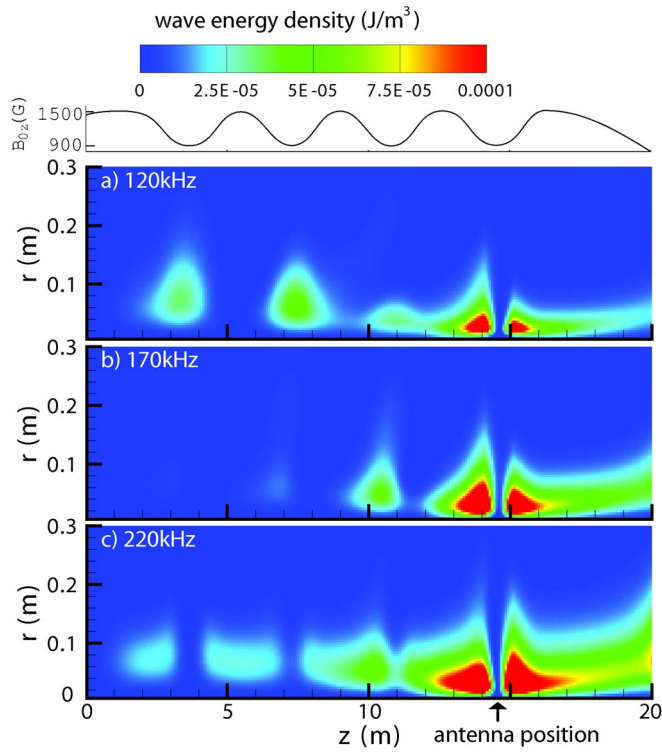 wave energy density (J/m³)
0 2.5E-05 5E-05 7.5E-05 0.0001
B0z(G)
1500
900
a) 120kHz
r (m)
0.3
0.2
0.1
b) 170kHz
r (m)
0.3
0.2
0.1
c) 220kHz
r (m)
0.3
0.2
0.1
0
0 5 10 20
z (m)
antenna position